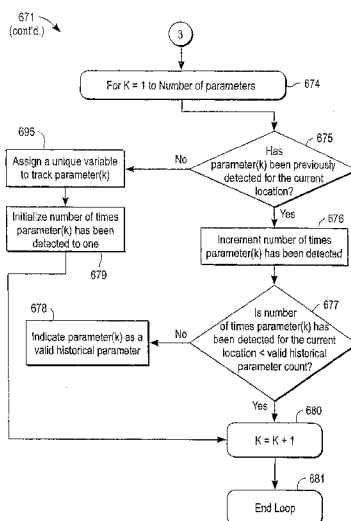 671
(cont'd.)
3
For K = 1 to Number of parameters
674
675
Has
parameter(k) been previously
detected for the current
location?
No
Yes
695
Assign a unique variable
to track parameter(k)
Initialize number of times
parameter(k) has been
detected to one
679
676
Increment number of times
parameter(k) has been detected
677
Is number
of times parameter(k) has
been detected for the current
location < valid historical
parameter count?
No
Yes
678
Indicate parameter(k) as a
valid historical parameter
680
K = K + 1
681
End Loop